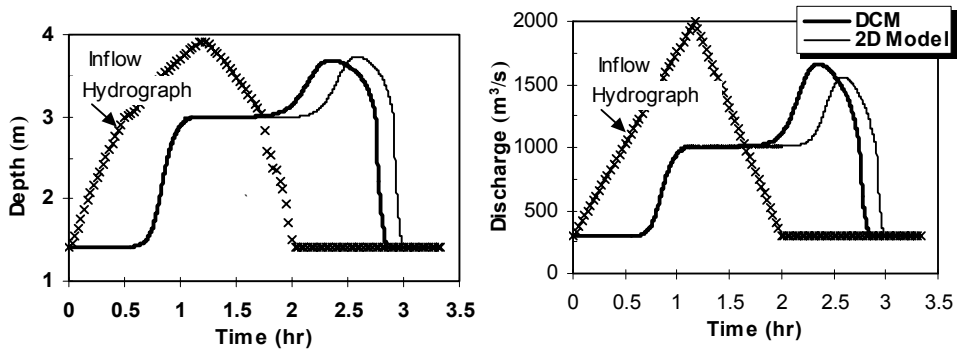 4
3
2
1
Depth (m)
Inflow
Hydrograph
0 0.5 1 1.5 2 2.5 3 3.5
Time (hr)
2000
1500
1000
500
0
Discharge (m³/s)
Inflow
Hydrograph
DCM
2D Model
0 0.5 1 1.5 2 2.5 3 3.5
Time (hr)